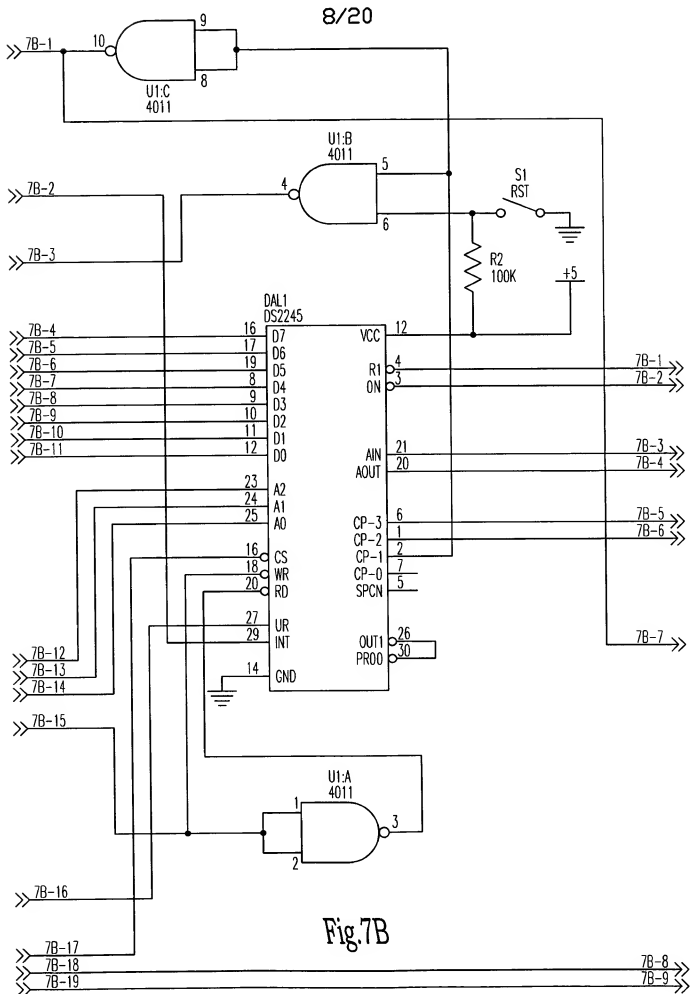 8/20
7B-1 10 9
8
U1:C
4011
U1:B
4011
7B-2 4 5
6
S1
RST
7B-3
R2
100K
+5
DAL1
DS2245
7B-4 16 D7 VCC 12
7B-5 17 D6
7B-6 19 D5 R1 4 7B-1
7B-7 8 D4 ON 3 7B-2
7B-8 9 D3
7B-9 10 D2
7B-10 11 D1 AIN 21 7B-3
7B-11 12 D0 AOUT 20 7B-4
23 A2
24 A1
25 A0 CP-3 6 7B-5
CP-2 1 7B-6
16 CS CP-1 2
18 WR CP-0 7
20 RD SPCN 5
27 UR
29 INT OUT1 26 7B-7
7B-12 PROO 30
7B-13 14 GND
7B-14
7B-15
U1:A
4011
1 3
2
7B-16
Fig.7B
7B-17
7B-18 7B-8
7B-19 7B-9